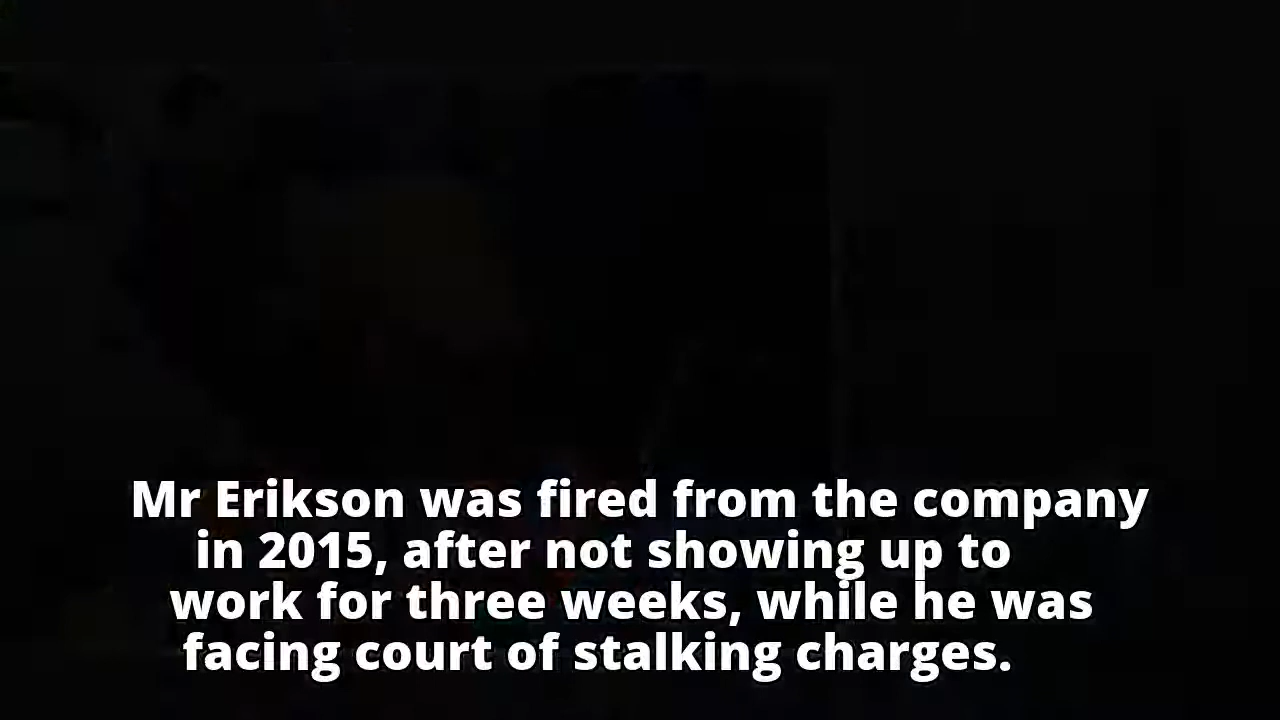 Mr Erikson was fired from the company
in 2015, after not showing up to
work for three weeks, while he was
facing court of stalking charges.